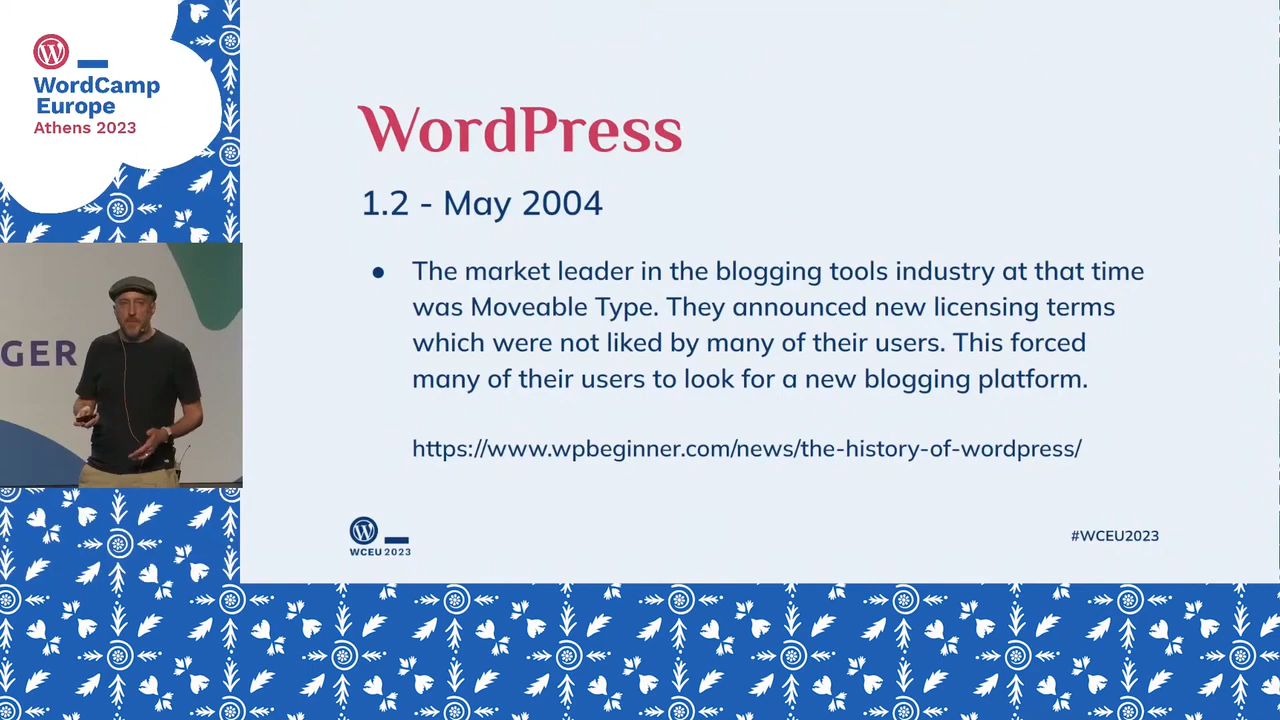 WordCamp
Europe
Athens 2023
GER
WordPress
1.2 - May 2004
● The market leader in the blogging tools industry at that time
was Moveable Type. They announced new licensing terms
which were not liked by many of their users. This forced
many of their users to look for a new blogging platform.
https://www.wpbeginner.com/news/the-history-of-wordpress/
WCEU 2023
#WCEU2023